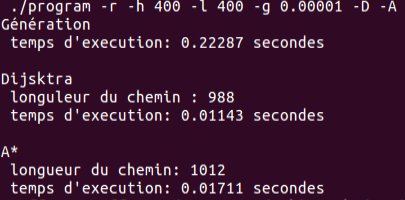 ./program -r -h 400 -l 400 -g 0.00001 -D -A
Génération
temps d'execution: 0.22287 secondes
Dijsktra
longuleur du chemin : 988
temps d'execution: 0.01143 secondes
A*
longueur du chemin: 1012
temps d'execution: 0.01711 secondes